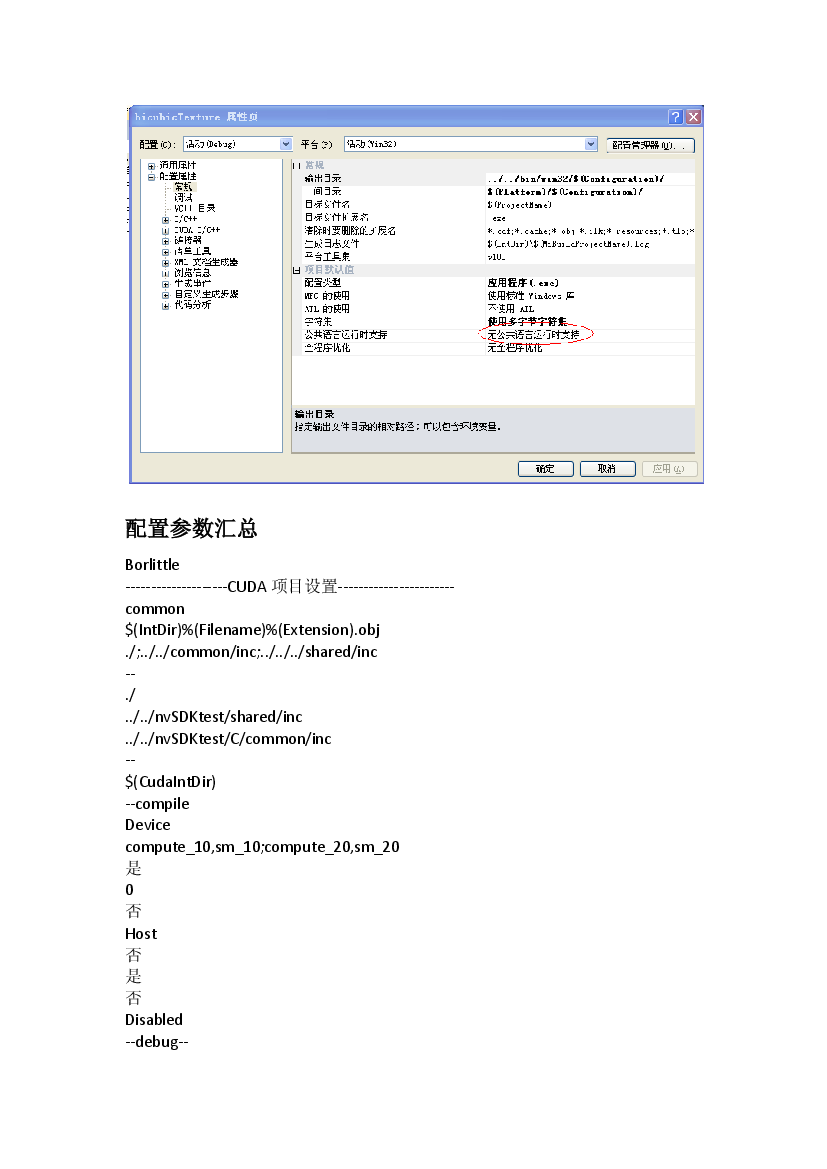 bicubicTexture 属性页
配置(C): 活动(Debug) 平台(P): 活动(Win32) 配置管理器(O)...
通用属性
配置属性
常规
调试
VC++ 目录
C/C++
CUDA C/C++
链接器
清单工具
XML 文档生成器
浏览信息
生成事件
自定义生成步骤
代码分析
常规
输出目录 ../../bin/win32/$(Configuration)/
间目录 $(Platform)/$(Configuration)/
目标文件名 $(ProjectName)
目标文件扩展名 .exe
清除时要删除的扩展名 *.cdf;*.cache;*.obj;*.ilk;*.resources;*.tlb;*
生成日志文件 $(IntDir)\$(MSBuildProjectName).log
平台工具集 v100
项目默认值
配置类型 应用程序(.exe)
MFC 的使用 使用标准 Windows 库
ATL 的使用 不使用 ATL
字符集 使用多字节字符集
公共语言运行时支持 无公共语言运行时支持
全程序优化 无全程序优化
输出目录
指定输出文件目录的相对路径；可以包含环境变量。
确定 取消 应用(A)
配置参数汇总
Borlittle
--------------------CUDA 项目设置-----------------------
common
$(IntDir)%(Filename)%(Extension).obj
./;../../common/inc;../../../shared/inc
--
./
../../nvSDKtest/shared/inc
../../nvSDKtest/C/common/inc
--
$(CudaIntDir)
--compile
Device
compute_10,sm_10;compute_20,sm_20
是
0
否
Host
否
是
否
Disabled
--debug--